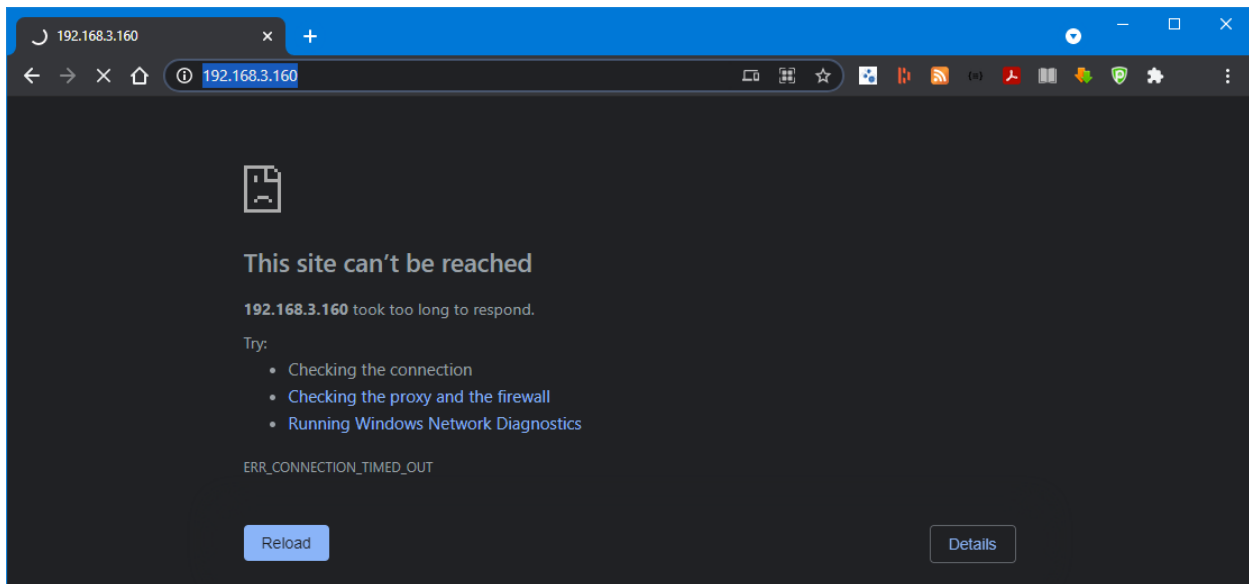 192.168.3.160
192.168.3.160
This site can’t be reached
192.168.3.160 took too long to respond.
Try:
• Checking the connection
• Checking the proxy and the firewall
• Running Windows Network Diagnostics
ERR_CONNECTION_TIMED_OUT
Reload
Details